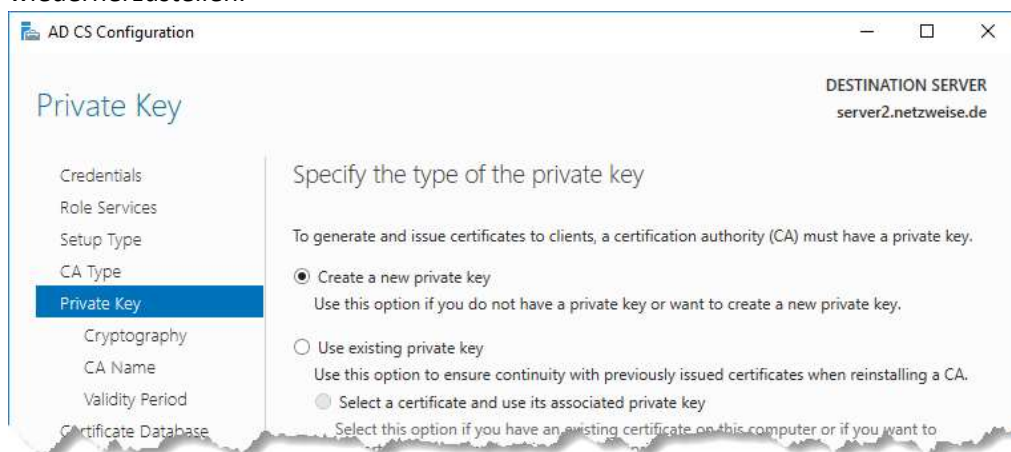 wiederherzustellen.
AD CS Configuration
DESTINATION SERVER
server2.netzweise.de
Private Key
Credentials
Role Services
Setup Type
CA Type
Private Key
Cryptography
CA Name
Validity Period
Certificate Database
Specify the type of the private key
To generate and issue certificates to clients, a certification authority (CA) must have a private key.
Create a new private key
Use this option if you do not have a private key or want to create a new private key.
Use existing private key
Use this option to ensure continuity with previously issued certificates when reinstalling a CA.
Select a certificate and use its associated private key
Select this option if you have an existing certificate on this computer or if you want to